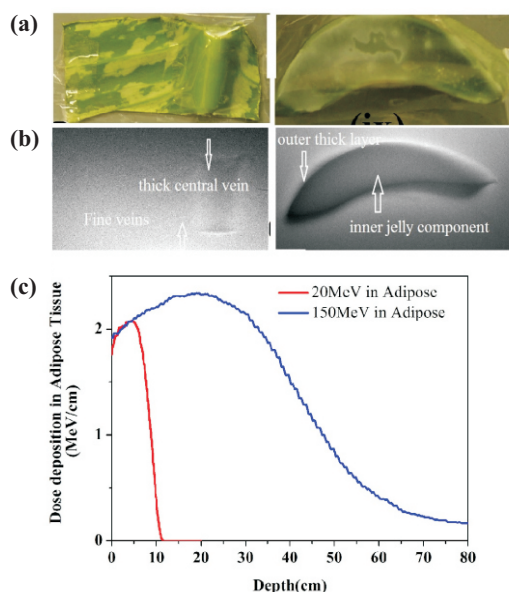 (a)
(iv)
(b)
thick central vein
Fine veins
outer thick layer
inner jelly component
(c)
20MeV in Adipose
150MeV in Adipose
Dose deposition in Adipose Tissue
(MeV/cm)
2
1
0
0 10 20 30 40 50 60 70 80
Depth(cm)